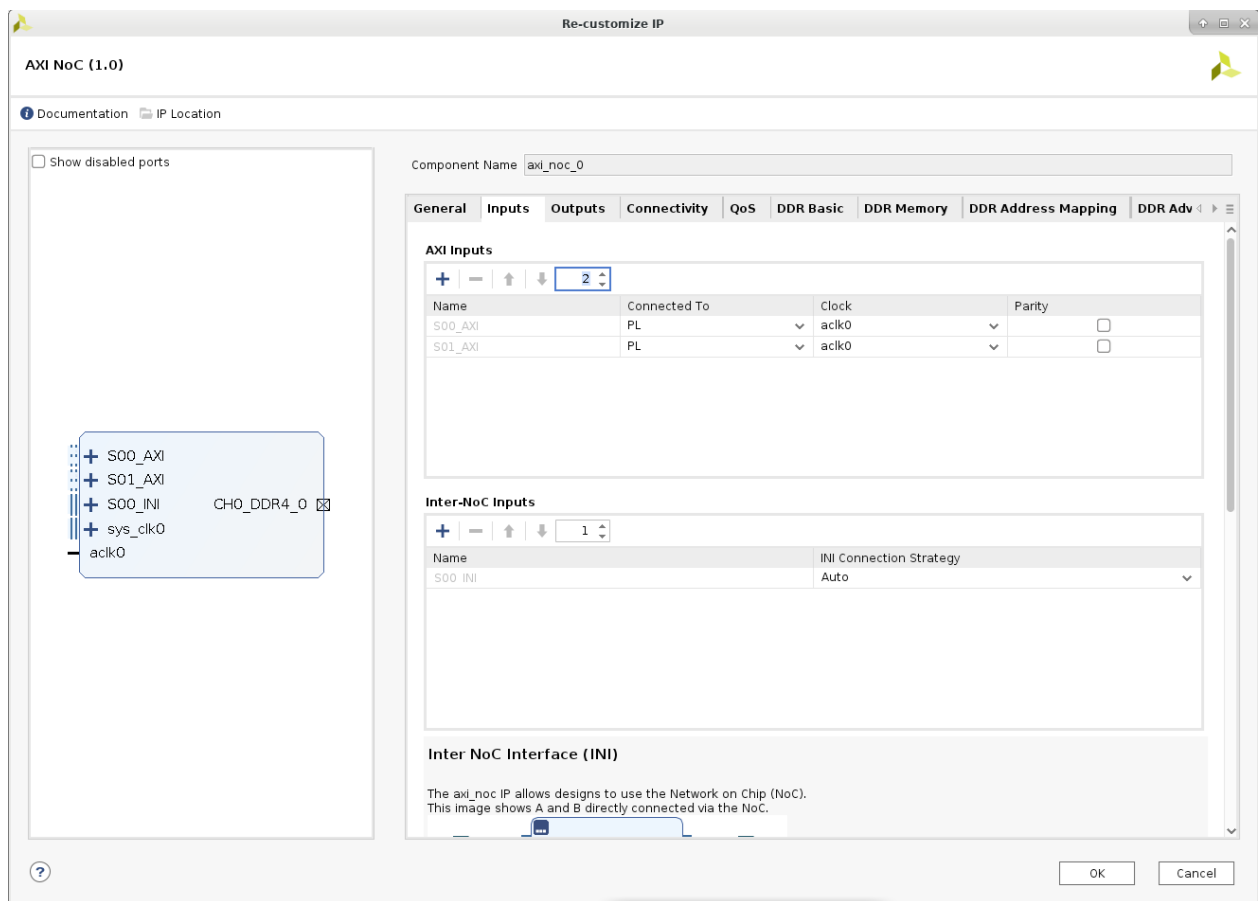 Re-customize IP
AXI NoC (1.0)
Documentation IP Location
Show disabled ports
S00_AXI
S01_AXI
S00_INI CH0_DDR4_0
sys_clk0
aclk0
Component Name axi_noc_0
General Inputs Outputs Connectivity QoS DDR Basic DDR Memory DDR Address Mapping DDR Adv
AXI Inputs
2
Name Connected To Clock Parity
S00_AXI PL aclk0
S01_AXI PL aclk0
Inter-NoC Inputs
1
Name INI Connection Strategy
S00_INI Auto
Inter NoC Interface (INI)
The axi_noc IP allows designs to use the Network on Chip (NoC).
This image shows A and B directly connected via the NoC.
?
OK Cancel